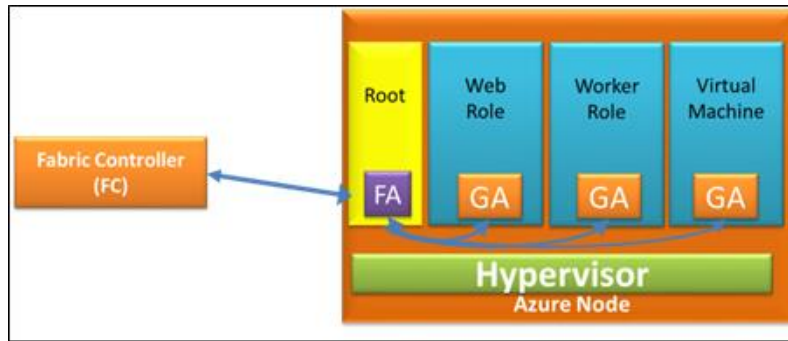 Fabric Controller
(FC)
Root
FA
Web
Role
GA
Worker
Role
GA
Virtual
Machine
GA
Hypervisor
Azure Node